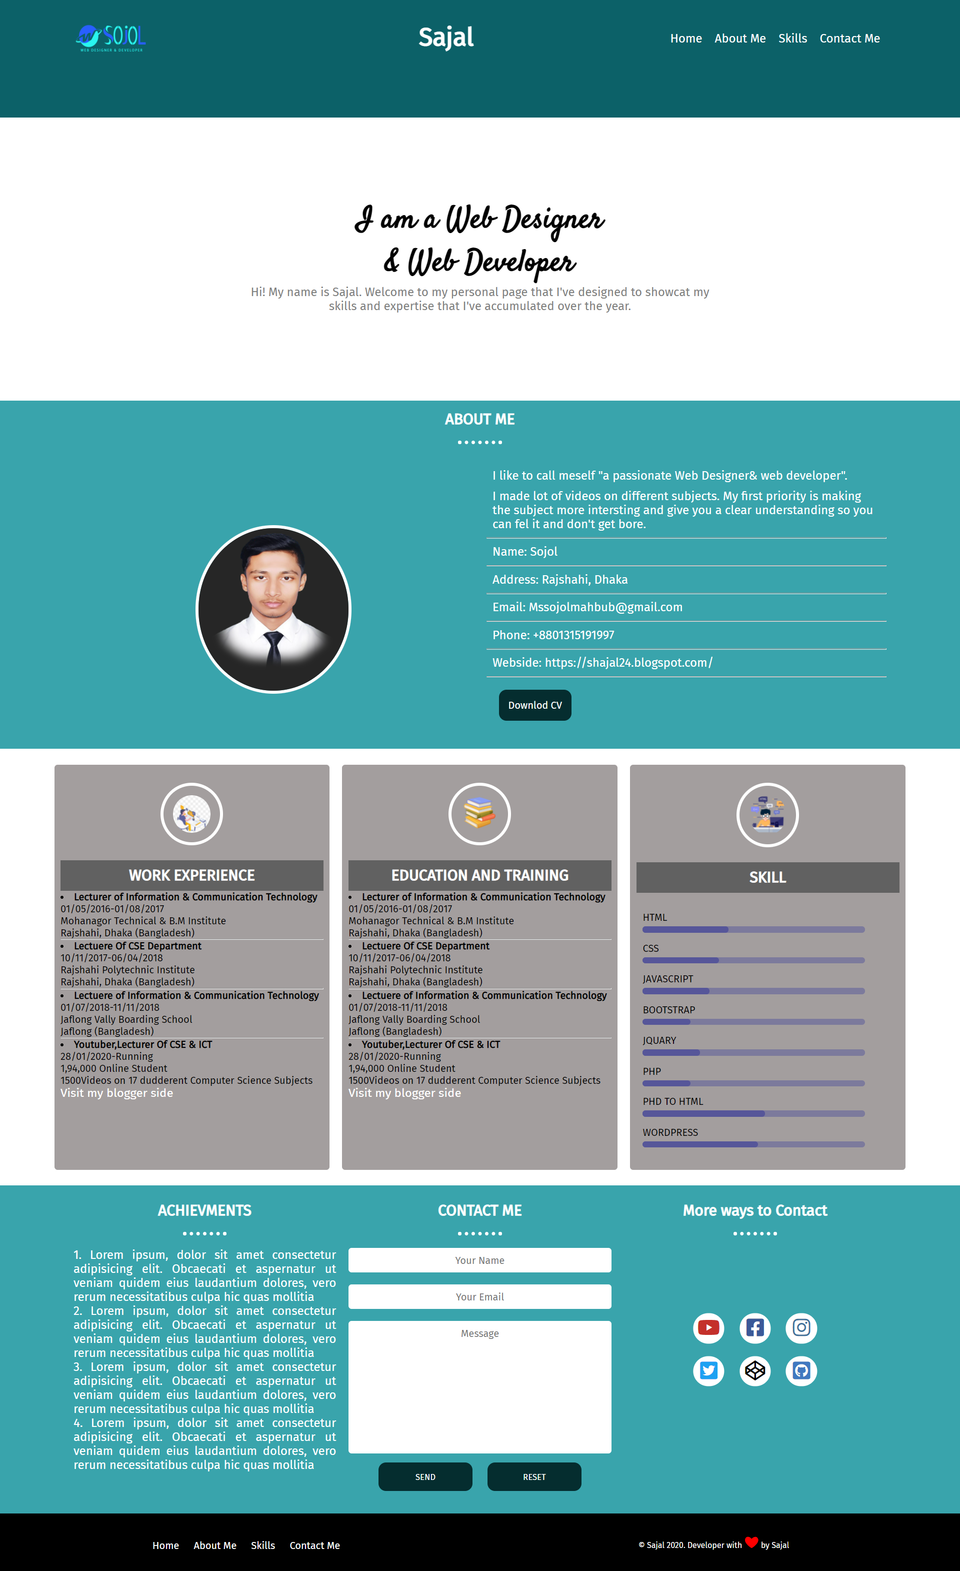 SOJOL
WEB DESIGNER & DEVELOPER
Sajal
Home About Me Skills Contact Me
I am a Web Designer
& Web Developer
Hi! My name is Sajal. Welcome to my personal page that I've designed to showcat my
skills and expertise that I've accumulated over the year.
ABOUT ME
I like to call meself "a passionate Web Designer& web developer".
I made lot of videos on different subjects. My first priority is making
the subject more intersting and give you a clear understanding so you
can fel it and don't get bore.
Name: Sojol
Address: Rajshahi, Dhaka
Email: Mssojolmahbub@gmail.com
Phone: +8801315191997
Webside: https://shajal24.blogspot.com/
Downlod CV
WORK EXPERIENCE
• Lecturer of Information & Communication Technology
01/05/2016-01/08/2017
Mohanagor Technical & B.M Institute
Rajshahi, Dhaka (Bangladesh)
• Lectuere Of CSE Department
10/11/2017-06/04/2018
Rajshahi Polytechnic Institute
Rajshahi, Dhaka (Bangladesh)
• Lectuere of Information & Communication Technology
01/07/2018-11/11/2018
Jaflong Vally Boarding School
Jaflong (Bangladesh)
• Youtuber,Lecturer Of CSE & ICT
28/01/2020-Running
1,94,000 Online Student
1500Videos on 17 dudderent Computer Science Subjects
Visit my blogger side
EDUCATION AND TRAINING
• Lecturer of Information & Communication Technology
01/05/2016-01/08/2017
Mohanagor Technical & B.M Institute
Rajshahi, Dhaka (Bangladesh)
• Lectuere Of CSE Department
10/11/2017-06/04/2018
Rajshahi Polytechnic Institute
Rajshahi, Dhaka (Bangladesh)
• Lectuere of Information & Communication Technology
01/07/2018-11/11/2018
Jaflong Vally Boarding School
Jaflong (Bangladesh)
• Youtuber,Lecturer Of CSE & ICT
28/01/2020-Running
1,94,000 Online Student
1500Videos on 17 dudderent Computer Science Subjects
Visit my blogger side
SKILL
HTML
CSS
JAVASCRIPT
BOOTSTRAP
JQUARY
PHP
PHD TO HTML
WORDPRESS
ACHIEVMENTS
1. Lorem ipsum, dolor sit amet consectetur
adipisicing elit. Obcaecati et aspernatur ut
veniam quidem eius laudantium dolores, vero
rerum necessitatibus culpa hic quas mollitia
2. Lorem ipsum, dolor sit amet consectetur
adipisicing elit. Obcaecati et aspernatur ut
veniam quidem eius laudantium dolores, vero
rerum necessitatibus culpa hic quas mollitia
3. Lorem ipsum, dolor sit amet consectetur
adipisicing elit. Obcaecati et aspernatur ut
veniam quidem eius laudantium dolores, vero
rerum necessitatibus culpa hic quas mollitia
4. Lorem ipsum, dolor sit amet consectetur
adipisicing elit. Obcaecati et aspernatur ut
veniam quidem eius laudantium dolores, vero
rerum necessitatibus culpa hic quas mollitia
CONTACT ME
Your Name
Your Email
Message
SEND RESET
More ways to Contact
Home About Me Skills Contact Me
© Sajal 2020. Developer with ❤ by Sajal